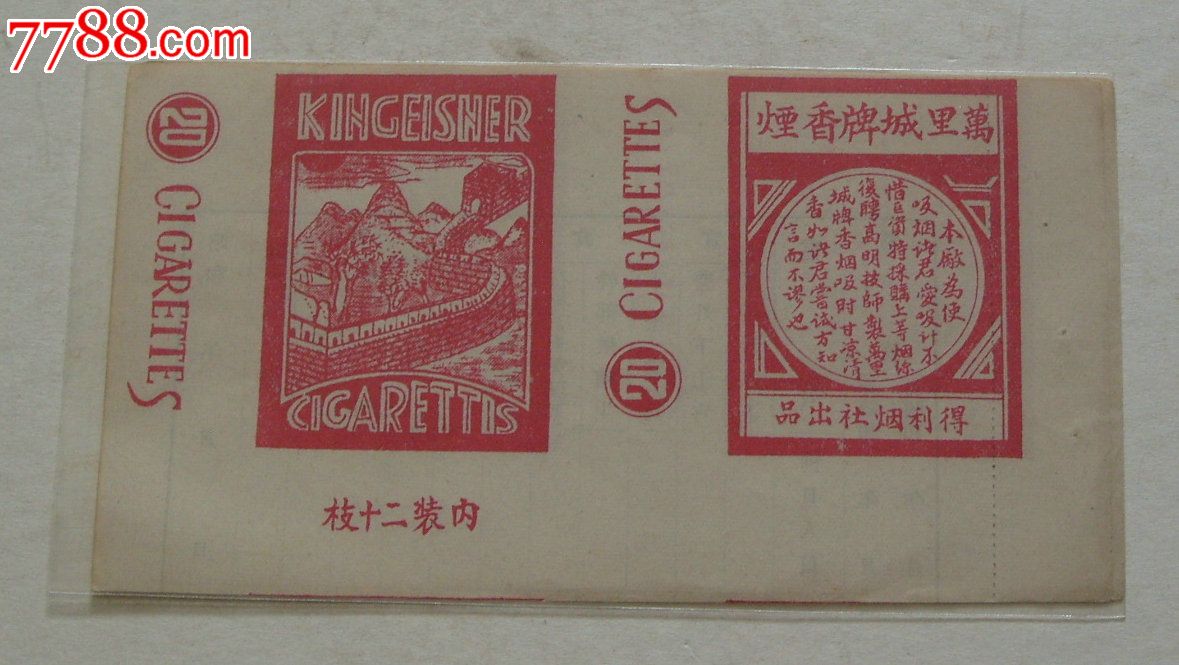 7788.com
20 CIGARETTES
KINGEISNER
CIGARETTIS
內装二十枝
20 CIGARETTES
萬里城牌香煙
本廠為使
吸烟諸君愛吸計不
惜巨資特採購上等烟絲
復聘高明技師製萬里
城牌香烟吸时甘凉清
香如諸君嘗試方知
言而不謬也
得利烟社出品